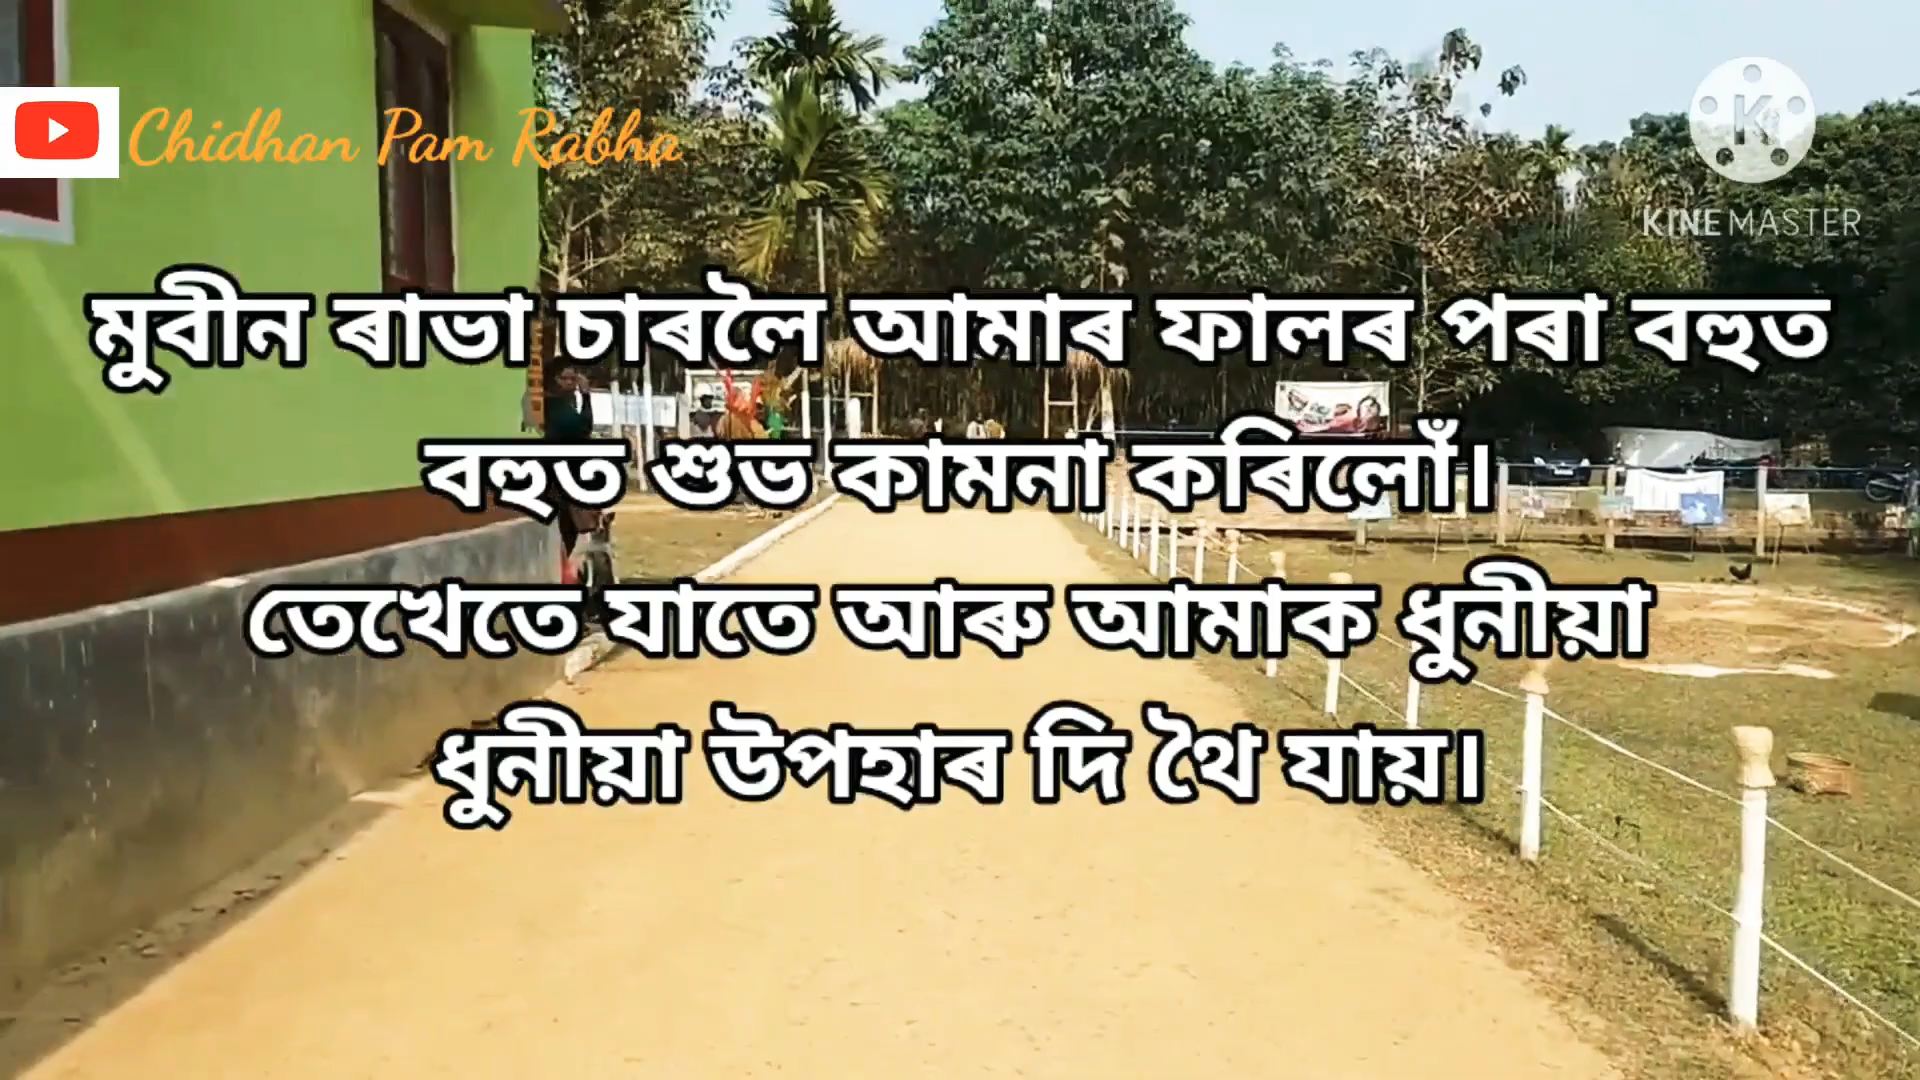 Chidhan Pam Rabha
KINEMASTER
মুবীন ৰাভা চাৰলৈ আমাৰ ফালৰ পৰা বহুত
বহুত শুভ কামনা কৰিলোঁ।
তেখেতে যাতে আৰু আমাক ধুনীয়া
ধুনীয়া উপহাৰ দি থৈ যায়।